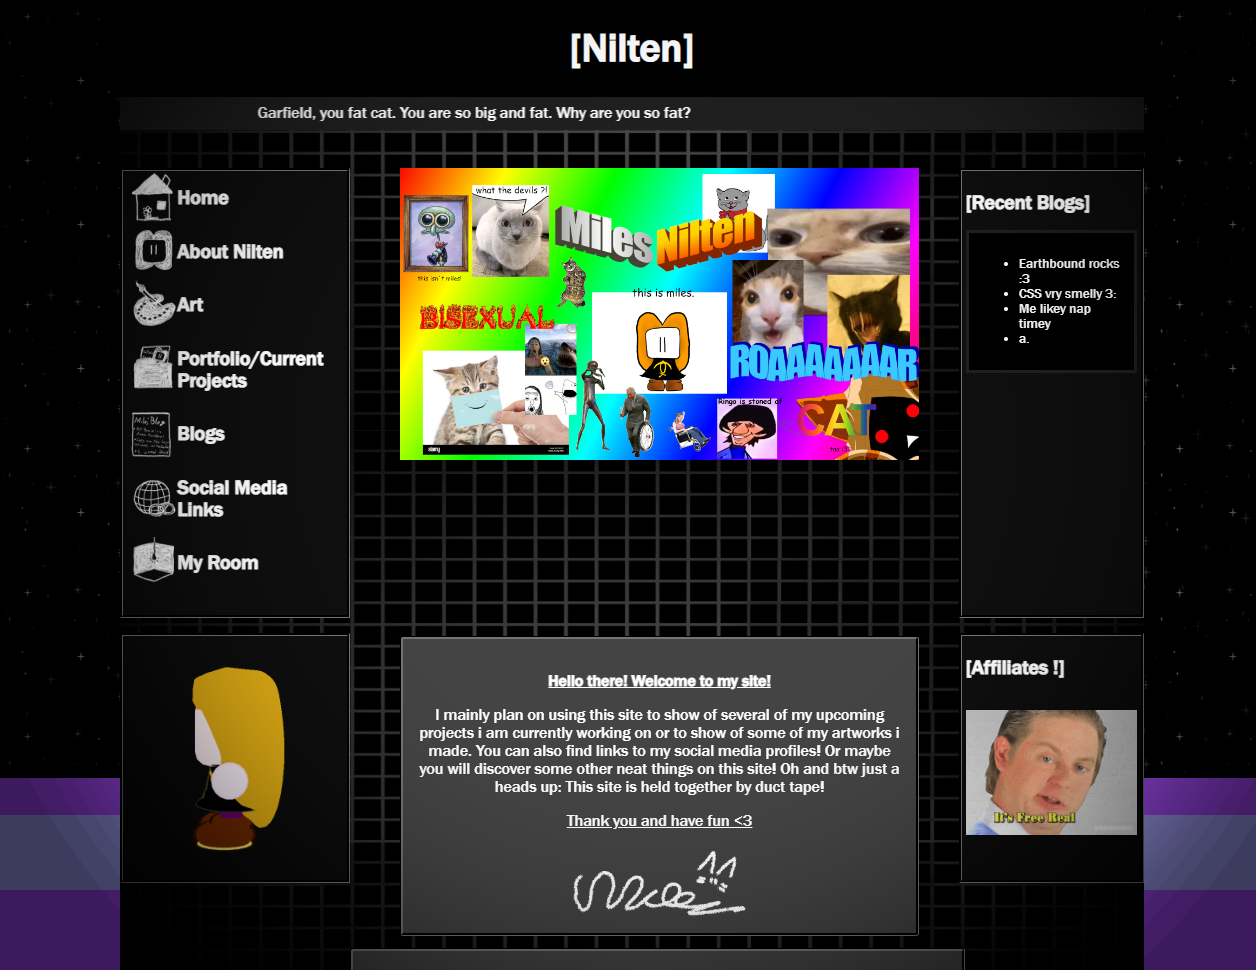 [Nilten]
Garfield, you fat cat. You are so big and fat. Why are you so fat?
Home
About Nilten
Art
Portfolio/Current
Projects
Blogs
Social Media
Links
My Room
what the devils ?!
Miles Nilten
this isn't miles!
this is miles.
BISEXUAL
ROAAAAAAAR
Ringo is stoned af
CAT
alamy
[Recent Blogs]
Earthbound rocks
:3
CSS vry smelly 3:
Me likey nap
timey
a.
Hello there! Welcome to my site!
I mainly plan on using this site to show of several of my upcoming
projects i am currently working on or to show of some of my artworks i
made. You can also find links to my social media profiles! Or maybe
you will discover some other neat things on this site! Oh and btw just a
heads up: This site is held together by duct tape!
Thank you and have fun <3
[Affiliates !]
It's Free Real